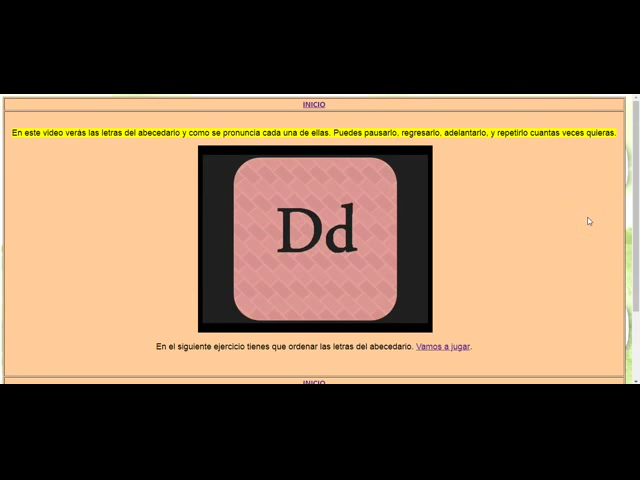 INICIO
En este video verás las letras del abecedario y como se pronuncia cada una de ellas. Puedes pausarlo, regresarlo, adelantarlo, y repetirlo cuantas veces quieras.
Dd
En el siguiente ejercicio tienes que ordenar las letras del abecedario. Vamos a jugar.
INICIO